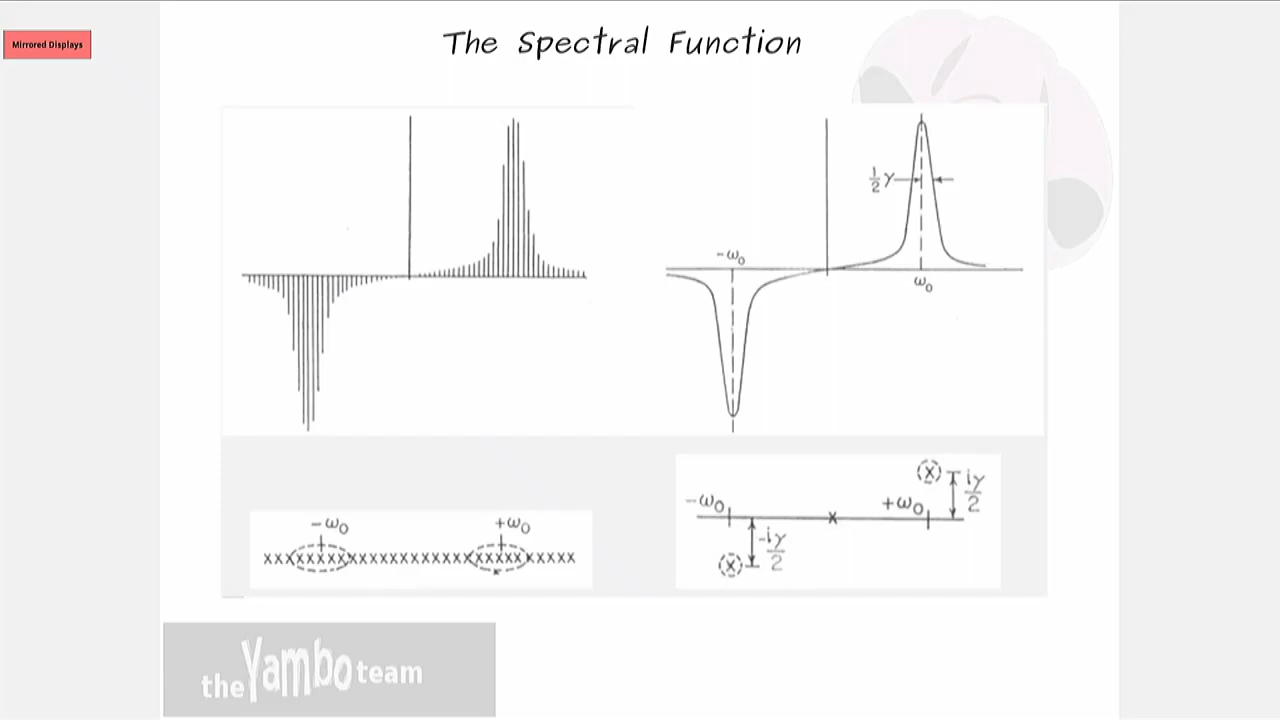 Mirrored Displays
The Spectral Function
½γ
-ω₀
ω₀
-ω₀
+ω₀
xxxxxxxxxxxxxxxxxxxxxxxxxxxxxxxxxxx
-ω₀
+ω₀
x
x
iγ/2
-iγ/2
x
the Yambo team